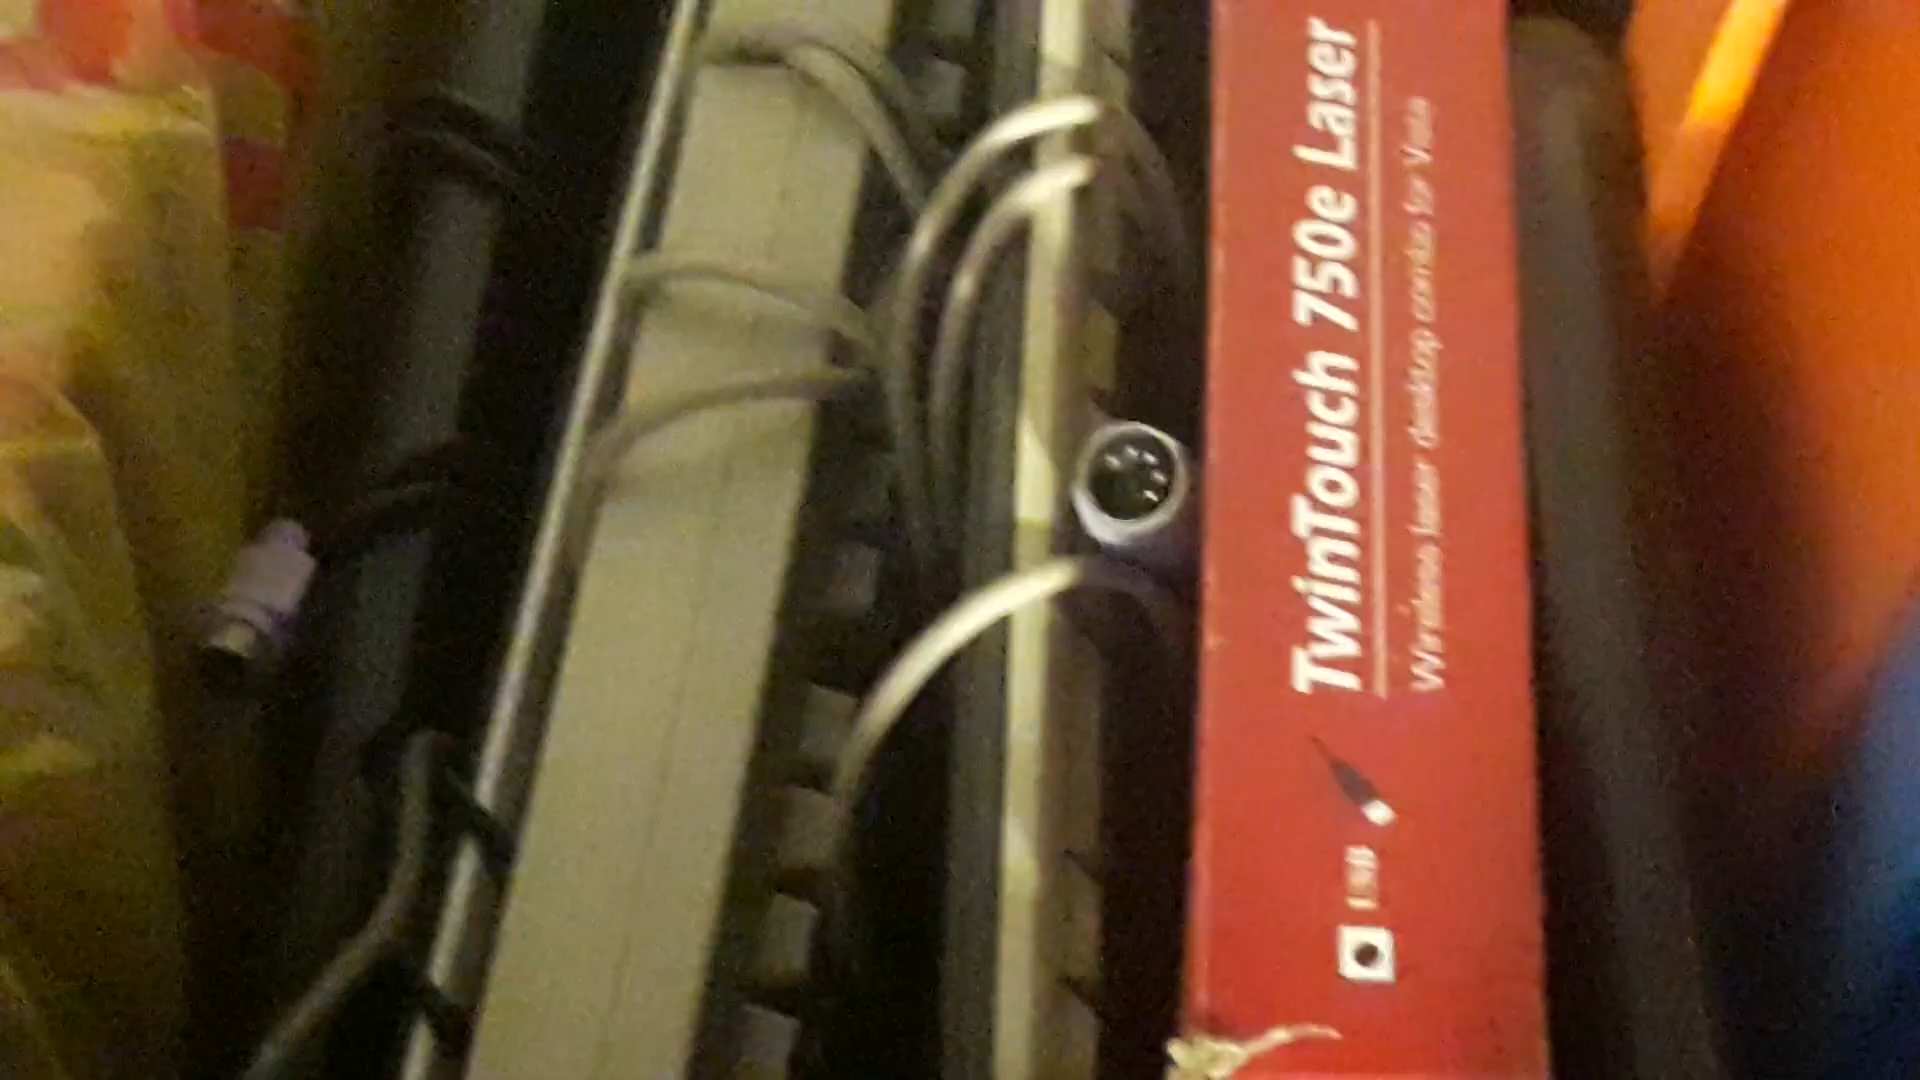 TwinTouch 750e Laser
Wireless laser desktop combo for Vista